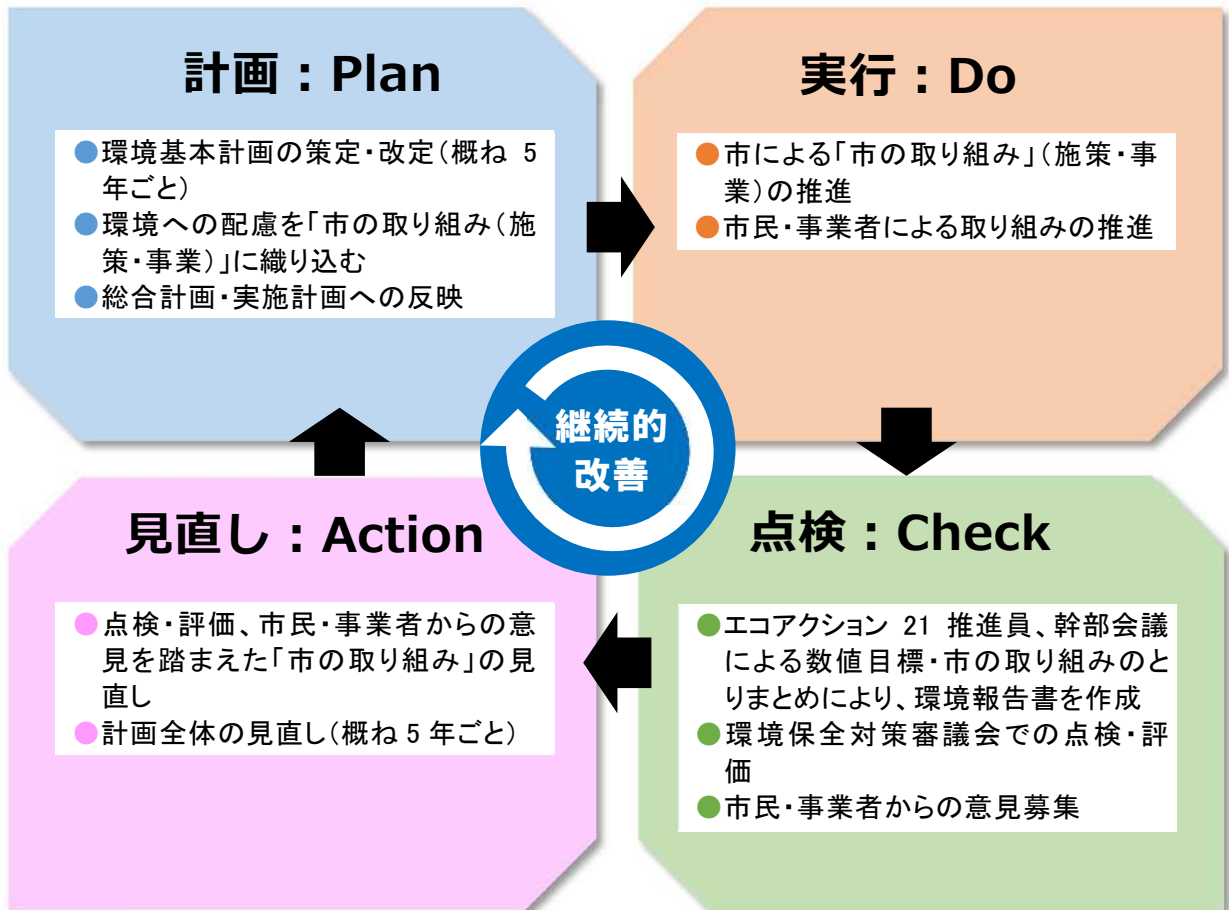 計画：Plan
●環境基本計画の策定・改定（概ね 5
年ごと）
●環境への配慮を「市の取り組み（施
策・事業）」に織り込む
●総合計画・実施計画への反映
実行：Do
●市による「市の取り組み」（施策・事
業）の推進
●市民・事業者による取り組みの推進
継続的
改善
点検：Check
●エコアクション 21 推進員、幹部会議
による数値目標・市の取り組みのと
りまとめにより、環境報告書を作成
●環境保全対策審議会での点検・評
価
●市民・事業者からの意見募集
見直し：Action
●点検・評価、市民・事業者からの意
見を踏まえた「市の取り組み」の見
直し
●計画全体の見直し（概ね 5 年ごと）